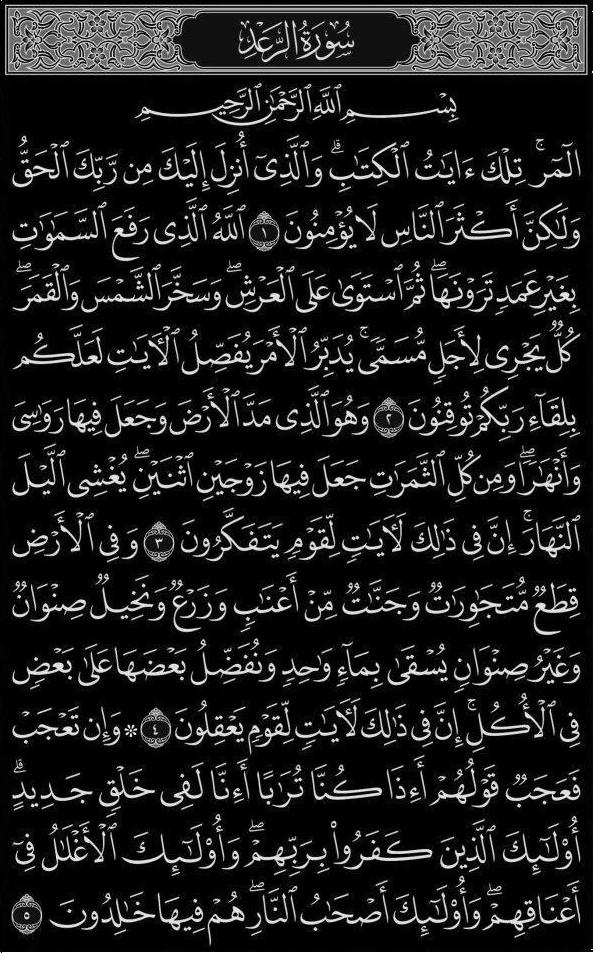 سُورَةُ الرَّعْدِ
بِسْمِ ٱللَّهِ ٱلرَّحْمَٰنِ ٱلرَّحِيمِ
الٓمٓر ۚ تِلْكَ ءَايَٰتُ ٱلْكِتَٰبِ ۗ وَٱلَّذِىٓ أُنزِلَ إِلَيْكَ مِن رَّبِّكَ ٱلْحَقُّ
وَلَٰكِنَّ أَكْثَرَ ٱلنَّاسِ لَا يُؤْمِنُونَ ١ ٱللَّهُ ٱلَّذِى رَفَعَ ٱلسَّمَٰوَٰتِ
بِغَيْرِ عَمَدٍ تَرَوْنَهَا ۖ ثُمَّ ٱسْتَوَىٰ عَلَى ٱلْعَرْشِ ۖ وَسَخَّرَ ٱلشَّمْسَ وَٱلْقَمَرَ ۖ
كُلٌّ يَجْرِى لِأَجَلٍ مُّسَمًّى ۚ يُدَبِّرُ ٱلْأَمْرَ يُفَصِّلُ ٱلْءَايَٰتِ لَعَلَّكُم
بِلِقَآءِ رَبِّكُمْ تُوقِنُونَ ٢ وَهُوَ ٱلَّذِى مَدَّ ٱلْأَرْضَ وَجَعَلَ فِيهَا رَوَٰسِىَ
وَأَنْهَٰرًا ۖ وَمِن كُلِّ ٱلثَّمَرَٰتِ جَعَلَ فِيهَا زَوْجَيْنِ ٱثْنَيْنِ ۖ يُغْشِى ٱلَّيْلَ
ٱلنَّهَارَ ۚ إِنَّ فِى ذَٰلِكَ لَءَايَٰتٍ لِّقَوْمٍ يَتَفَكَّرُونَ ٣ وَفِى ٱلْأَرْضِ
قِطَعٌ مُّتَجَٰوِرَٰتٌ وَجَنَّٰتٌ مِّنْ أَعْنَٰبٍ وَزَرْعٌ وَنَخِيلٌ صِنْوَانٌ
وَغَيْرُ صِنْوَانٍ يُسْقَىٰ بِمَآءٍ وَٰحِدٍ وَنُفَضِّلُ بَعْضَهَا عَلَىٰ بَعْضٍ
فِى ٱلْأُكُلِ ۚ إِنَّ فِى ذَٰلِكَ لَءَايَٰتٍ لِّقَوْمٍ يَعْقِلُونَ ٤ * وَإِن تَعْجَبْ
فَعَجَبٌ قَوْلُهُمْ أَءِذَا كُنَّا تُرَٰبًا أَءِنَّا لَفِى خَلْقٍ جَدِيدٍ ۗ
أُو۟لَٰٓئِكَ ٱلَّذِينَ كَفَرُوا۟ بِرَبِّهِمْ ۖ وَأُو۟لَٰٓئِكَ ٱلْأَغْلَٰلُ فِىٓ
أَعْنَاقِهِمْ ۖ وَأُو۟لَٰٓئِكَ أَصْحَٰبُ ٱلنَّارِ ۖ هُمْ فِيهَا خَٰلِدُونَ ٥